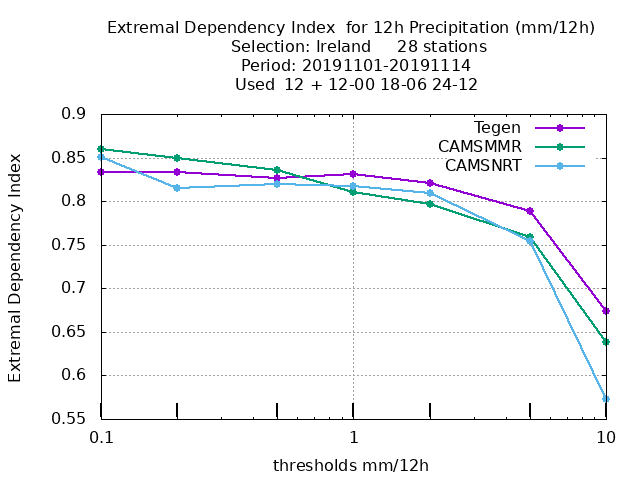 Extremal Dependency Index  for 12h Precipitation (mm/12h)
Selection: Ireland     28 stations
Period: 20191101-20191114
Used  12 + 12-00 18-06 24-12
Tegen
CAMSMMR
CAMSNRT
Extremal Dependency Index
0.9
0.85
0.8
0.75
0.7
0.65
0.6
0.55
0.1 1 10
thresholds mm/12h